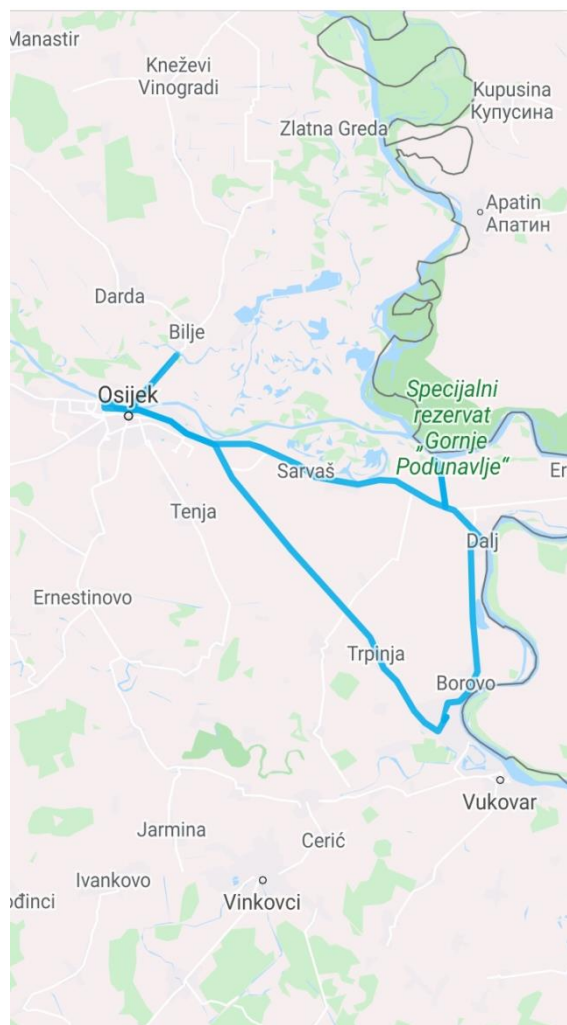 Manastir
Kneževi
Vinogradi
Kupusina
Купусина
Zlatna Greda
Apatin
Апатин
Darda
Bilje
Osijek
Specijalni
rezervat
„Gornje
Podunavlje“
Sarvaš
Tenja
Dalj
Ernestinovo
Trpinja
Borovo
Vukovar
Jarmina
Cerić
Ivankovo
Vinkovci